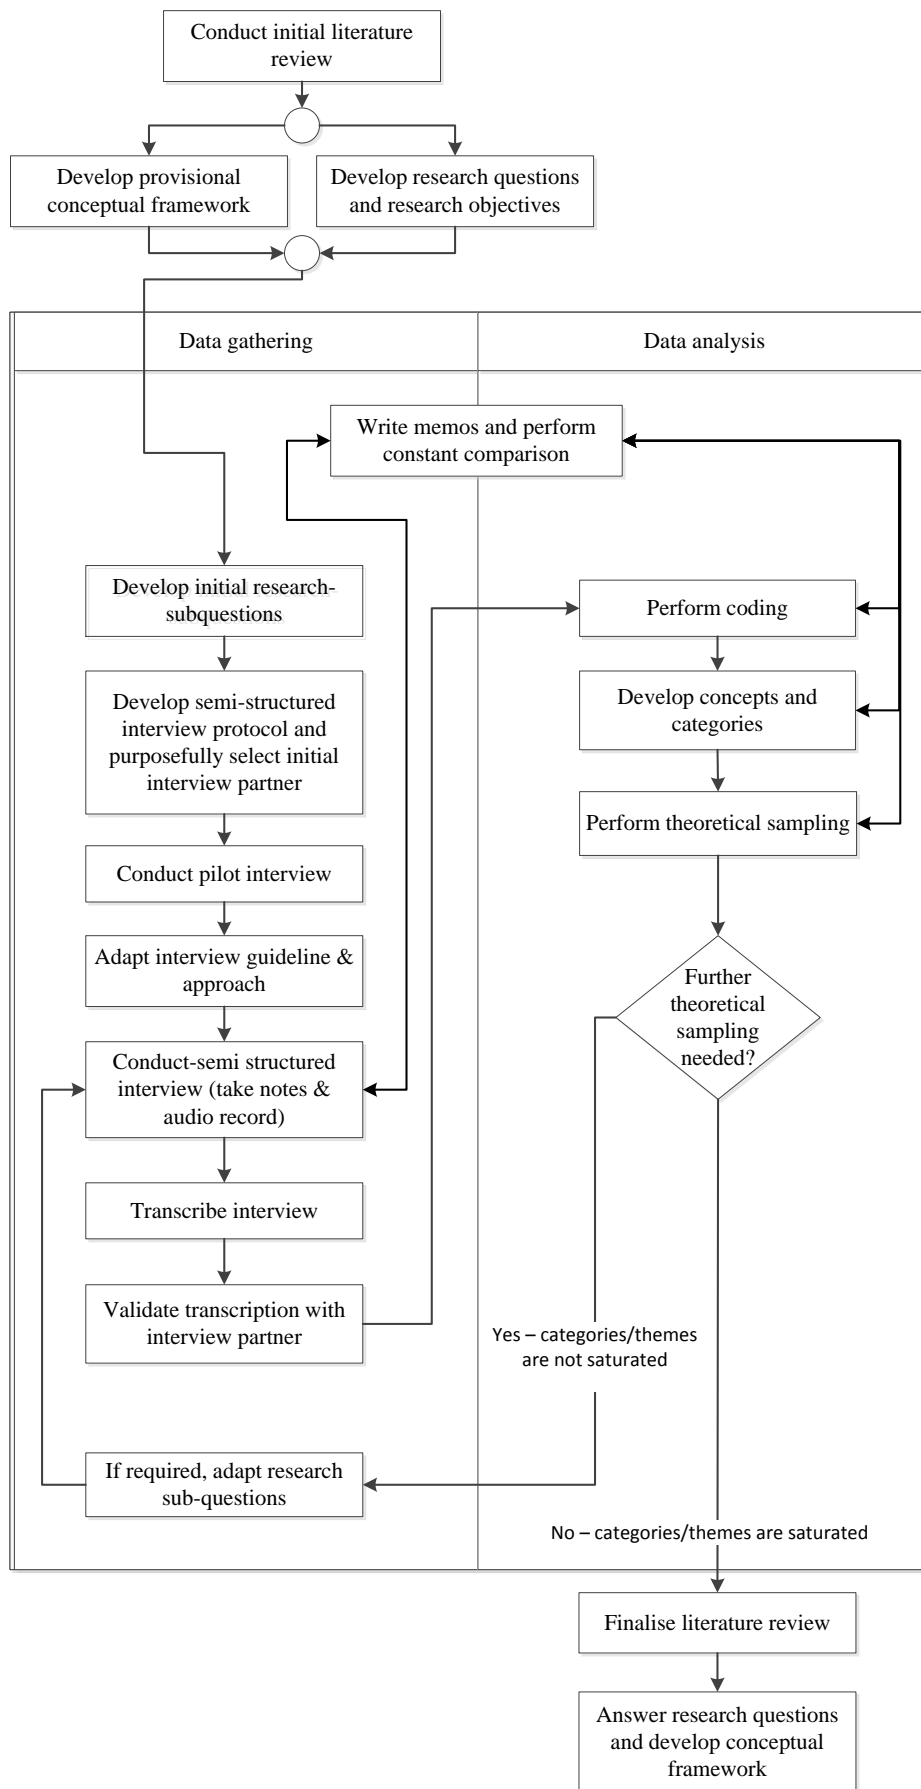 Conduct initial literature
review
Develop provisional
conceptual framework
Develop research questions
and research objectives
Data gathering
Data analysis
Write memos and perform
constant comparison
Develop initial research-
subquestions
Perform coding
Develop semi-structured
interview protocol and
purposefully select initial
interview partner
Develop concepts and
categories
Perform theoretical sampling
Conduct pilot interview
Adapt interview guideline &
approach
Further
theoretical
sampling
needed?
Conduct-semi structured
interview (take notes &
audio record)
Transcribe interview
Validate transcription with
interview partner
Yes – categories/themes
are not saturated
If required, adapt research
sub-questions
No – categories/themes are saturated
Finalise literature review
Answer research questions
and develop conceptual
framework